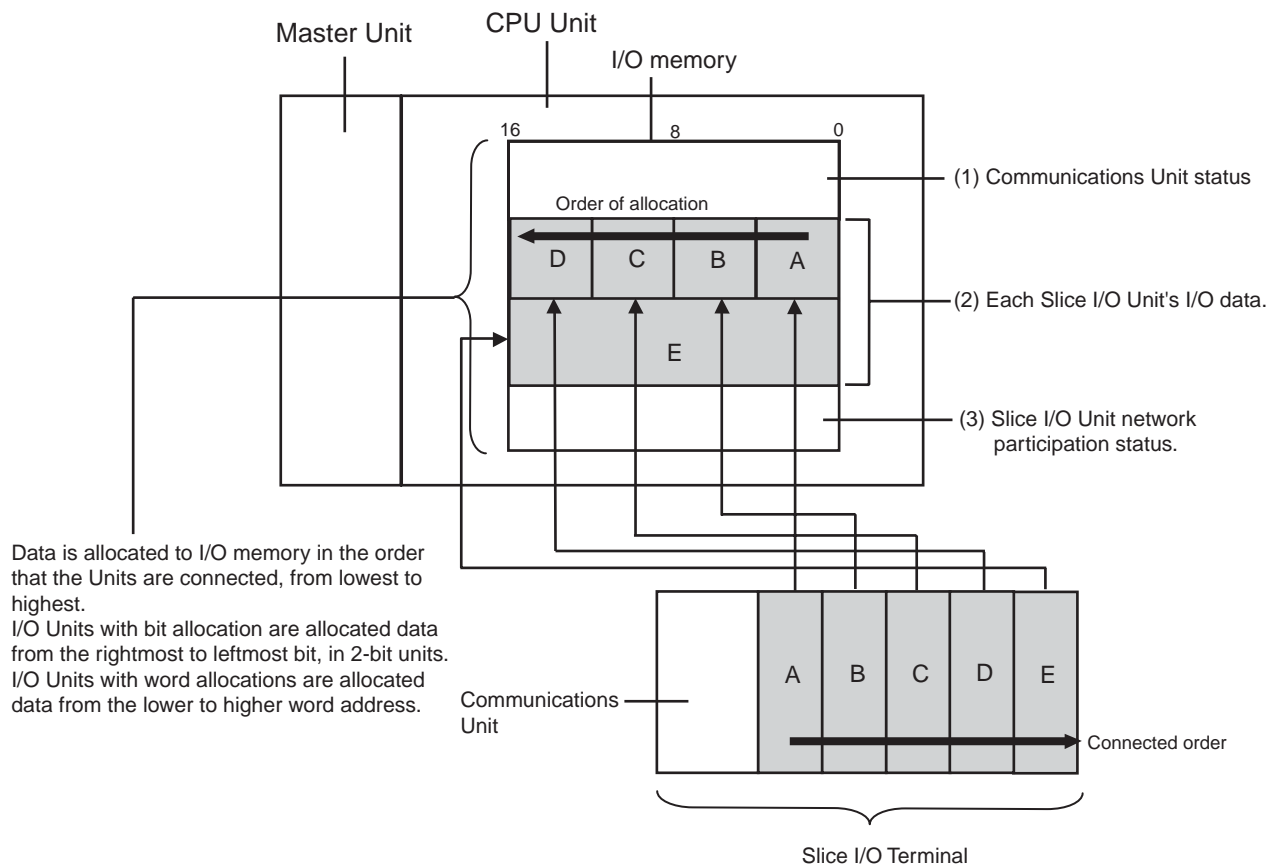 Master Unit
CPU Unit
I/O memory
16
8
0
(1) Communications Unit status
Order of allocation
D
C
B
A
(2) Each Slice I/O Unit's I/O data.
E
(3) Slice I/O Unit network
participation status.
Data is allocated to I/O memory in the order
that the Units are connected, from lowest to
highest.
I/O Units with bit allocation are allocated data
from the rightmost to leftmost bit, in 2-bit units.
I/O Units with word allocations are allocated
data from the lower to higher word address.
Communications
Unit
A
B
C
D
E
Connected order
Slice I/O Terminal